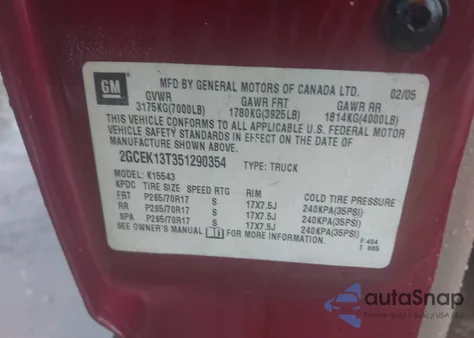 GM
MFD BY GENERAL MOTORS OF CANADA LTD. 02/05
GVWR GAWR FRT GAWR RR
3175KG(7000LB) 1780KG(3925LB) 1814KG(4000LB)
THIS VEHICLE CONFORMS TO ALL APPLICABLE U.S. FEDERAL MOTOR
VEHICLE SAFETY STANDARDS IN EFFECT ON THE DATE OF
MANUFACTURE SHOWN ABOVE.
2GCEK13T351290354 TYPE: TRUCK
MODEL: K15543
KPDC TIRE SIZE SPEED RTG RIM COLD TIRE PRESSURE
FRT P265/70R17 S 17X7.5J 240KPA(35PSI)
RR P265/70R17 S 17X7.5J 240KPA(35PSI)
SPA P265/70R17 S 17X7.5J 240KPA(35PSI)
SEE OWNER'S MANUAL FOR MORE INFORMATION. F 404
T 005
autoSnap